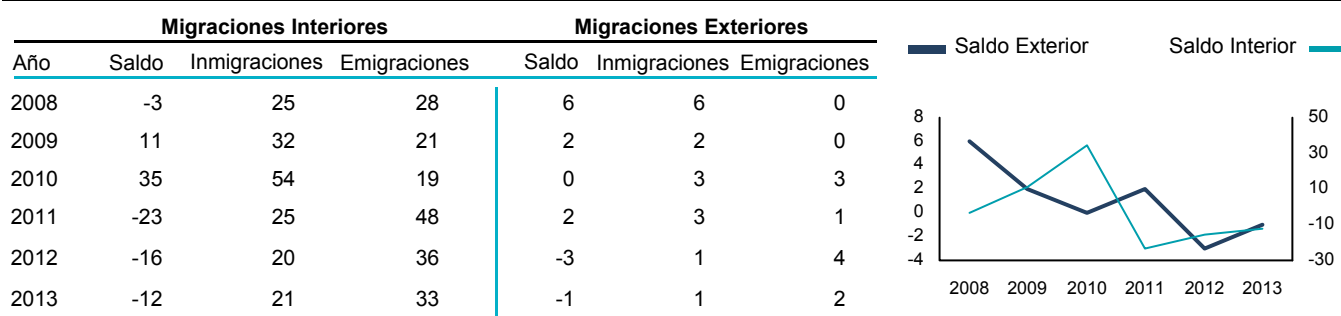 Migraciones Interiores Migraciones Exteriores
Año Saldo Inmigraciones Emigraciones Saldo Inmigraciones Emigraciones
2008 -3 25 28 6 6 0
2009 11 32 21 2 2 0
2010 35 54 19 0 3 3
2011 -23 25 48 2 3 1
2012 -16 20 36 -3 1 4
2013 -12 21 33 -1 1 2
Saldo Exterior Saldo Interior
8 50
6
4 30
2 10
0
-2 -10
-4 -30
2008 2009 2010 2011 2012 2013